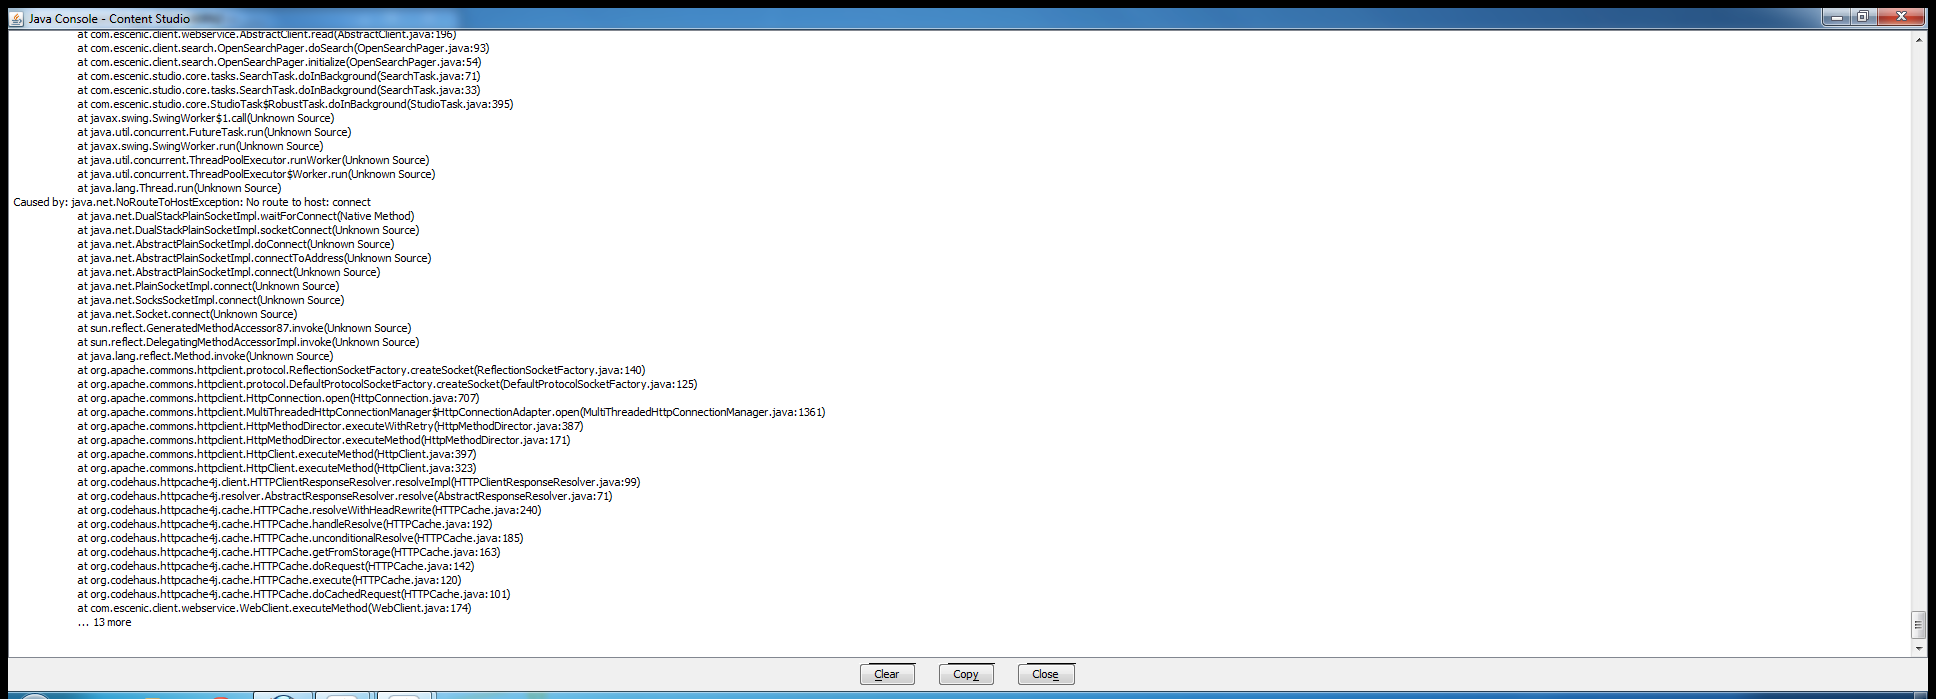 Java Console - Content Studio
at com.escenic.client.webservice.AbstractClient.read(AbstractClient.java:196)
at com.escenic.client.search.OpenSearchPager.doSearch(OpenSearchPager.java:93)
at com.escenic.client.search.OpenSearchPager.initialize(OpenSearchPager.java:54)
at com.escenic.studio.core.tasks.SearchTask.doInBackground(SearchTask.java:71)
at com.escenic.studio.core.tasks.SearchTask.doInBackground(SearchTask.java:33)
at com.escenic.studio.core.StudioTask$RobustTask.doInBackground(StudioTask.java:395)
at javax.swing.SwingWorker$1.call(Unknown Source)
at java.util.concurrent.FutureTask.run(Unknown Source)
at javax.swing.SwingWorker.run(Unknown Source)
at java.util.concurrent.ThreadPoolExecutor.runWorker(Unknown Source)
at java.util.concurrent.ThreadPoolExecutor$Worker.run(Unknown Source)
at java.lang.Thread.run(Unknown Source)
Caused by: java.net.NoRouteToHostException: No route to host: connect
at java.net.DualStackPlainSocketImpl.waitForConnect(Native Method)
at java.net.DualStackPlainSocketImpl.socketConnect(Unknown Source)
at java.net.AbstractPlainSocketImpl.doConnect(Unknown Source)
at java.net.AbstractPlainSocketImpl.connectToAddress(Unknown Source)
at java.net.AbstractPlainSocketImpl.connect(Unknown Source)
at java.net.PlainSocketImpl.connect(Unknown Source)
at java.net.SocksSocketImpl.connect(Unknown Source)
at java.net.Socket.connect(Unknown Source)
at sun.reflect.GeneratedMethodAccessor87.invoke(Unknown Source)
at sun.reflect.DelegatingMethodAccessorImpl.invoke(Unknown Source)
at java.lang.reflect.Method.invoke(Unknown Source)
at org.apache.commons.httpclient.protocol.ReflectionSocketFactory.createSocket(ReflectionSocketFactory.java:140)
at org.apache.commons.httpclient.protocol.DefaultProtocolSocketFactory.createSocket(DefaultProtocolSocketFactory.java:125)
at org.apache.commons.httpclient.HttpConnection.open(HttpConnection.java:707)
at org.apache.commons.httpclient.MultiThreadedHttpConnectionManager$HttpConnectionAdapter.open(MultiThreadedHttpConnectionManager.java:1361)
at org.apache.commons.httpclient.HttpMethodDirector.executeWithRetry(HttpMethodDirector.java:387)
at org.apache.commons.httpclient.HttpMethodDirector.executeMethod(HttpMethodDirector.java:171)
at org.apache.commons.httpclient.HttpClient.executeMethod(HttpClient.java:397)
at org.apache.commons.httpclient.HttpClient.executeMethod(HttpClient.java:323)
at org.codehaus.httpcache4j.client.HTTPClientResponseResolver.resolveImpl(HTTPClientResponseResolver.java:99)
at org.codehaus.httpcache4j.resolver.AbstractResponseResolver.resolve(AbstractResponseResolver.java:71)
at org.codehaus.httpcache4j.cache.HTTPCache.resolveWithHeadRewrite(HTTPCache.java:240)
at org.codehaus.httpcache4j.cache.HTTPCache.handleResolve(HTTPCache.java:192)
at org.codehaus.httpcache4j.cache.HTTPCache.unconditionalResolve(HTTPCache.java:185)
at org.codehaus.httpcache4j.cache.HTTPCache.getFromStorage(HTTPCache.java:163)
at org.codehaus.httpcache4j.cache.HTTPCache.doRequest(HTTPCache.java:142)
at org.codehaus.httpcache4j.cache.HTTPCache.execute(HTTPCache.java:120)
at org.codehaus.httpcache4j.cache.HTTPCache.doCachedRequest(HTTPCache.java:101)
at com.escenic.client.webservice.WebClient.executeMethod(WebClient.java:174)
... 13 more
Clear Copy Close